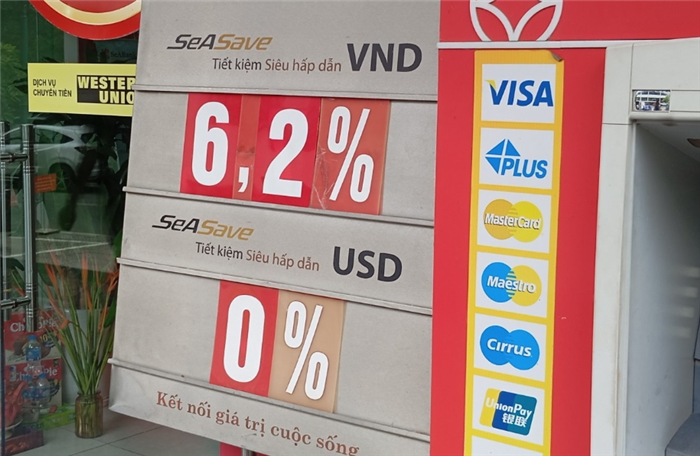 SeASave
Tiết kiệm Siêu hấp dẫn VND
6,2%
SeASave
Tiết kiệm Siêu hấp dẫn USD
0%
Kết nối giá trị cuộc sống
DỊCH VỤ
CHUYỂN TIỀN
WESTER
UNIO
VISA
PLUS
MasterCard
Maestro
Cirrus
UnionPay
银联